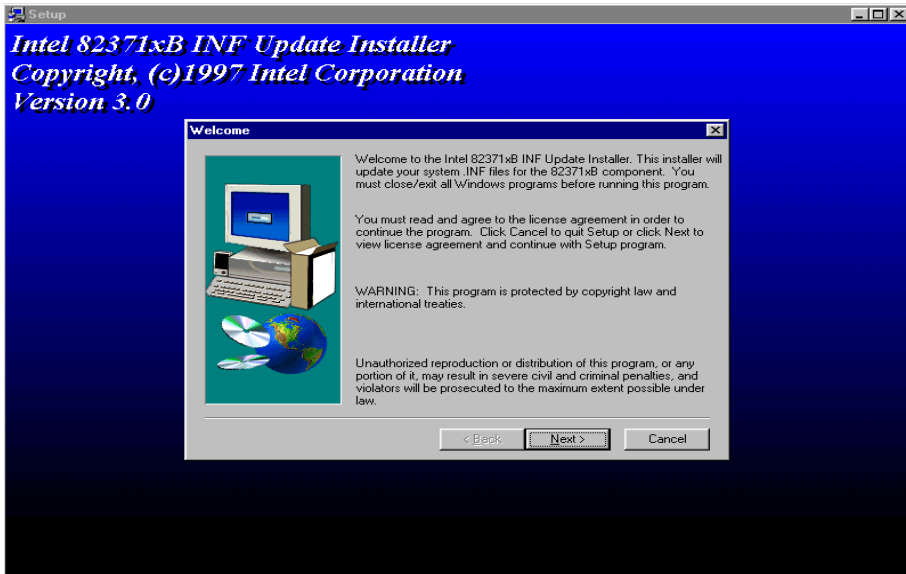 Setup
Intel 82371xB INF Update Installer
Copyright, (c)1997 Intel Corporation
Version 3.0
Welcome
Welcome to the Intel 82371xB INF Update Installer. This installer will
update your system .INF files for the 82371xB component. You
must close/exit all Windows programs before running this program.
You must read and agree to the license agreement in order to
continue the program. Click Cancel to quit Setup or click Next to
view license agreement and continue with Setup program.
WARNING: This program is protected by copyright law and
international treaties.
Unauthorized reproduction or distribution of this program, or any
portion of it, may result in severe civil and criminal penalties, and
violators will be prosecuted to the maximum extent possible under
law.
< Back
Next >
Cancel